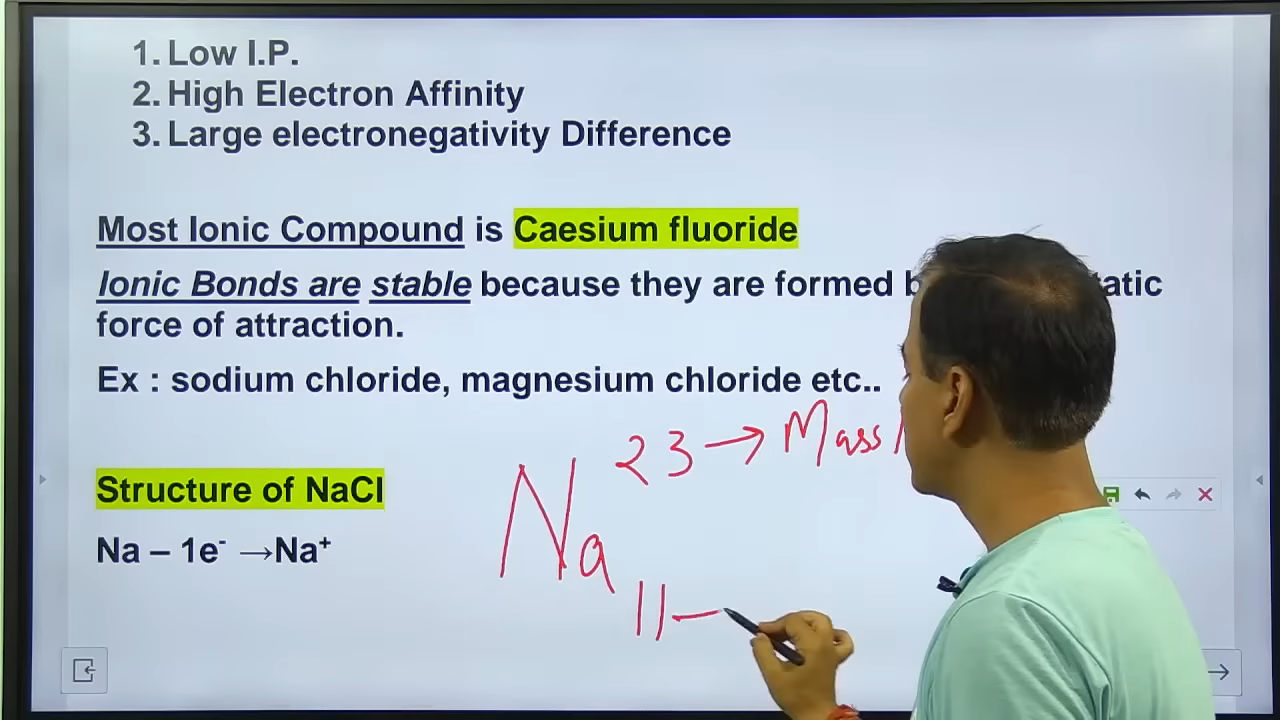 1. Low I.P.
2. High Electron Affinity
3. Large electronegativity Difference
Most Ionic Compound is Caesium fluoride
Ionic Bonds are stable because they are formed
force of attraction.
Ex : sodium chloride, magnesium chloride etc..
23 → Mass
Na
11 –
Structure of NaCl
Na – 1e⁻ →Na⁺